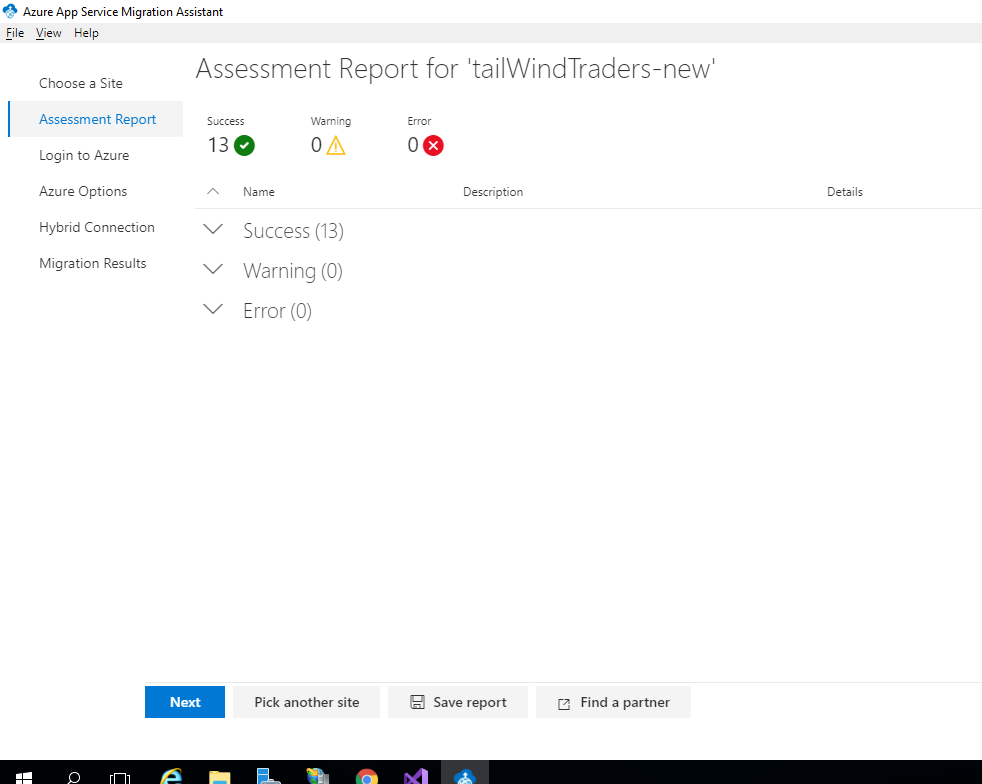 Azure App Service Migration Assistant
File View Help
Choose a Site
Assessment Report
Login to Azure
Azure Options
Hybrid Connection
Migration Results
Assessment Report for 'tailWindTraders-new'
Success Warning Error
13 0 0
Name Description Details
Success (13)
Warning (0)
Error (0)
Next Pick another site Save report Find a partner